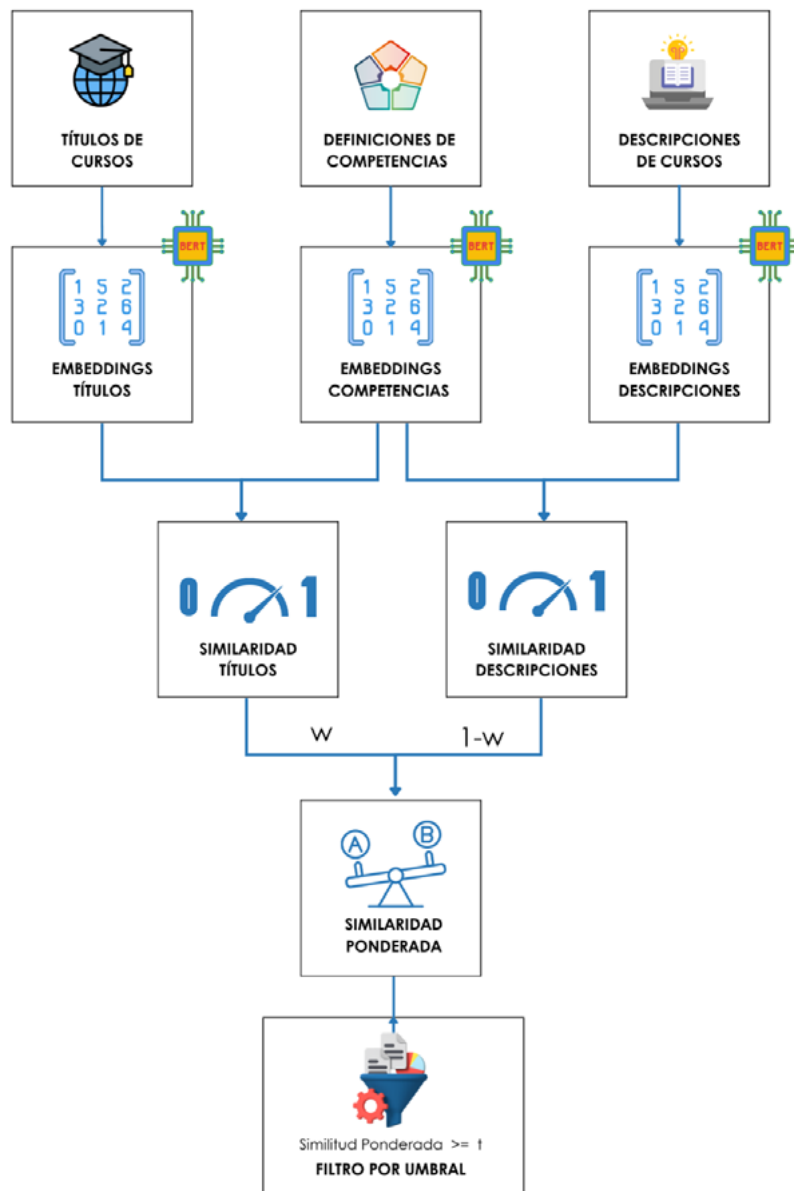 TÍTULOS DE
CURSOS
DEFINICIONES DE
COMPETENCIAS
DESCRIPCIONES
DE CURSOS
BERT
BERT
BERT
1 5 2
3 2 6
0 1 4
EMBEDDINGS
TÍTULOS
1 5 2
3 2 6
0 1 4
EMBEDDINGS
COMPETENCIAS
1 5 2
3 2 6
0 1 4
EMBEDDINGS
DESCRIPCIONES
0 1
SIMILARIDAD
TÍTULOS
0 1
SIMILARIDAD
DESCRIPCIONES
w
1-w
A B
SIMILARIDAD
PONDERADA
Similitud Ponderada >= t
FILTRO POR UMBRAL